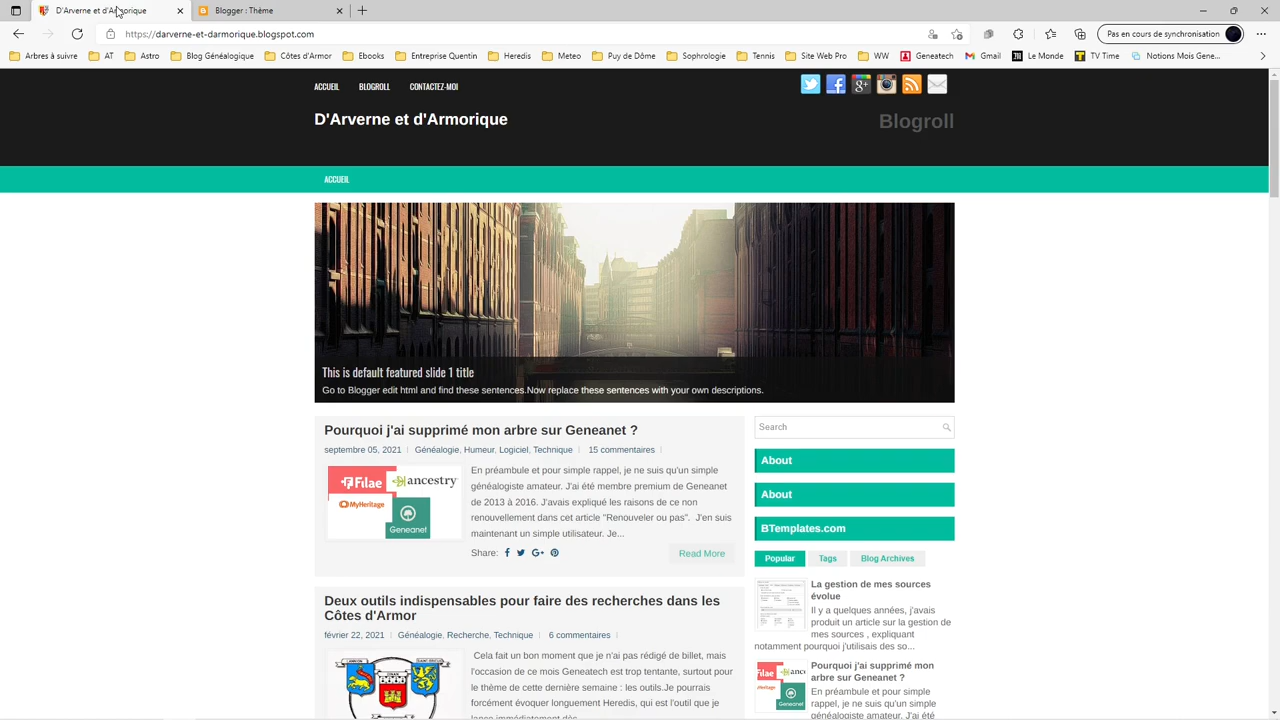 D'Arverne et d'Armorique
Blogger : Thème
https://darverne-et-darmorique.blogspot.com
Pas en cours de synchronisation
Arbres à suivre
AT
Astro
Blog Généalogique
Côtes d'Armor
Ebooks
Entreprise Quentin
Heredis
Meteo
Puy de Dôme
Sophrologie
Tennis
Site Web Pro
WW
Geneatech
Gmail
Le Monde
TV Time
Notions Mois Gene...
ACCUEIL
BLOGROLL
CONTACTEZ-MOI
D'Arverne et d'Armorique
Blogroll
ACCUEIL
This is default featured slide 1 title
Go to Blogger edit html and find these sentences.Now replace these sentences with your own descriptions.
Pourquoi j'ai supprimé mon arbre sur Geneanet ?
septembre 05, 2021
Généalogie, Humeur, Logiciel, Technique
15 commentaires
Filae
ancestry
MyHeritage
Geneanet
En préambule et pour simple rappel, je ne suis qu'un simple
généalogiste amateur. J'ai été membre premium de Geneanet
de 2013 à 2016. J'avais expliqué les raisons de ce non
renouvellement dans cet article "Renouveler ou pas".  J'en suis
maintenant un simple utilisateur. Je...
Share:
Read More
Deux outils indispensables pour faire des recherches dans les
Côtes d'Armor
février 22, 2021
Généalogie, Recherche, Technique
6 commentaires
Cela fait un bon moment que je n'ai pas rédigé de billet, mais
l'occasion de ce mois Geneatech est trop tentante, surtout pour
le thème de cette dernière semaine : les outils.Je pourrais
forcément évoquer longuement Heredis, qui est l'outil que je
lance immédiatement dès
Search
About
About
BTemplates.com
Popular
Tags
Blog Archives
La gestion de mes sources
évolue
Il y a quelques années, j'avais
produit un article sur la gestion de
mes sources , expliquant
notamment pourquoi j'utilisais des so...
Pourquoi j'ai supprimé mon
arbre sur Geneanet ?
En préambule et pour simple
rappel, je ne suis qu'un simple
généalogiste amateur. J'ai été